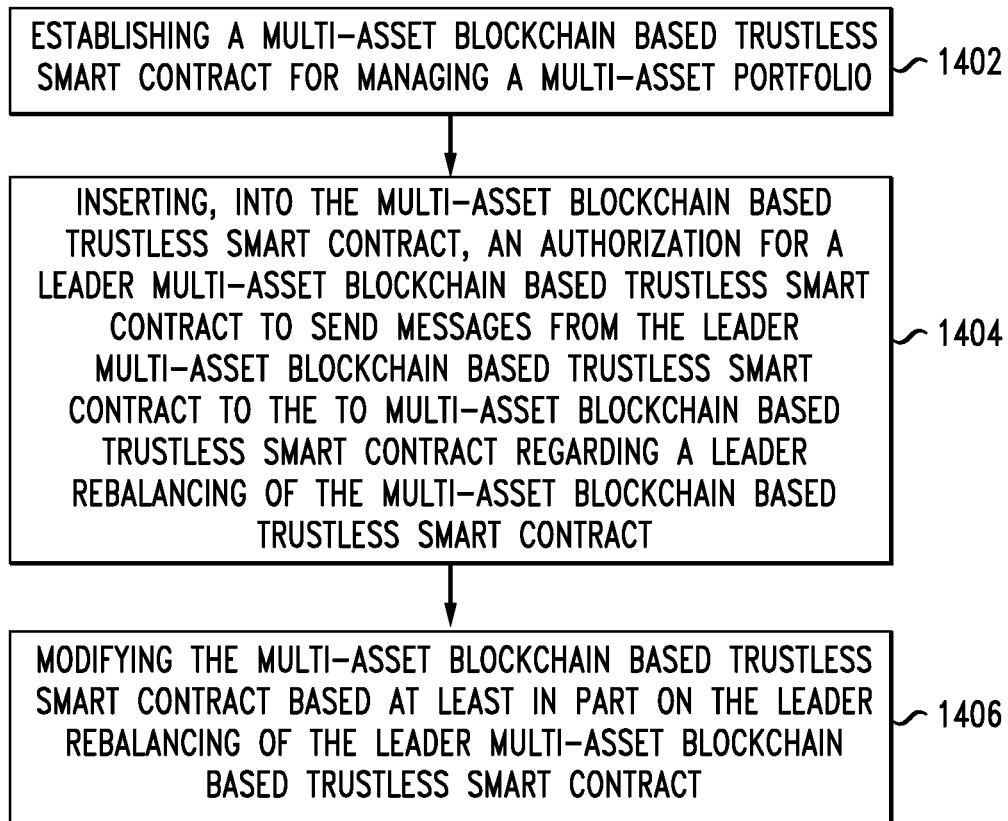 ESTABLISHING A MULTI-ASSET BLOCKCHAIN BASED TRUSTLESS
SMART CONTRACT FOR MANAGING A MULTI-ASSET PORTFOLIO
1402
INSERTING, INTO THE MULTI-ASSET BLOCKCHAIN BASED
TRUSTLESS SMART CONTRACT, AN AUTHORIZATION FOR A
LEADER MULTI-ASSET BLOCKCHAIN BASED TRUSTLESS SMART
CONTRACT TO SEND MESSAGES FROM THE LEADER
MULTI-ASSET BLOCKCHAIN BASED TRUSTLESS SMART
CONTRACT TO THE TO MULTI-ASSET BLOCKCHAIN BASED
TRUSTLESS SMART CONTRACT REGARDING A LEADER
REBALANCING OF THE MULTI-ASSET BLOCKCHAIN BASED
TRUSTLESS SMART CONTRACT
1404
MODIFYING THE MULTI-ASSET BLOCKCHAIN BASED TRUSTLESS
SMART CONTRACT BASED AT LEAST IN PART ON THE LEADER
REBALANCING OF THE LEADER MULTI-ASSET BLOCKCHAIN
BASED TRUSTLESS SMART CONTRACT
1406